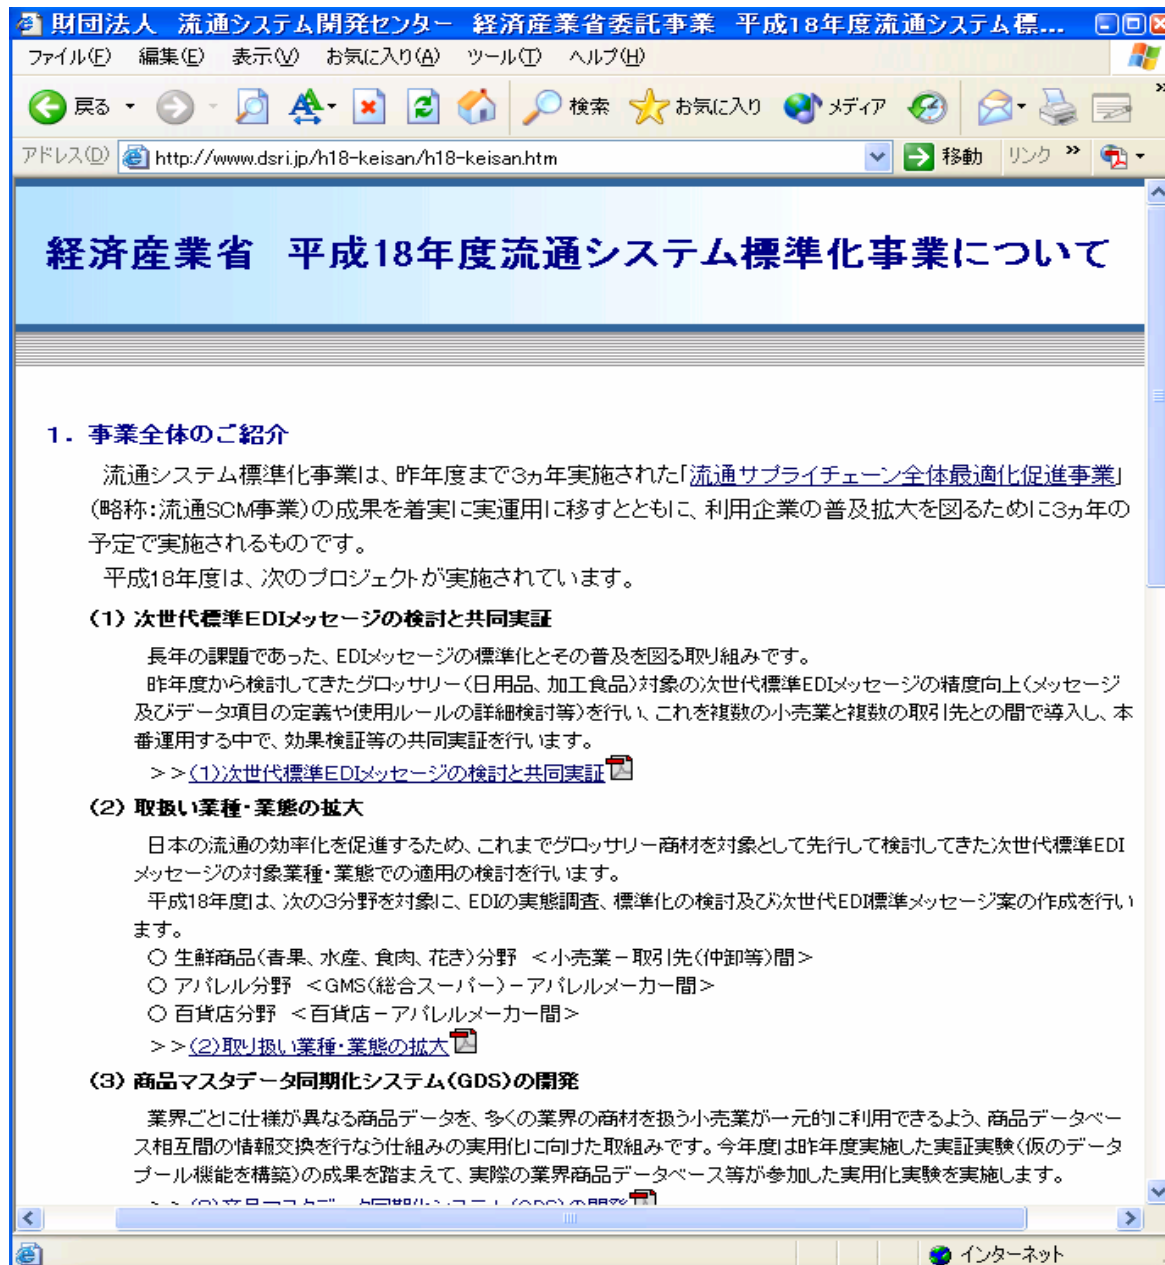 財団法人 流通システム開発センター 経済産業省委託事業 平成18年度流通システム標...
ファイル(F) 編集(E) 表示(V) お気に入り(A) ツール(T) ヘルプ(H)
戻る 検索 お気に入り メディア
アドレス(D) http://www.dsri.jp/h18-keisan/h18-keisan.htm 移動 リンク »
経済産業省 平成18年度流通システム標準化事業について
1. 事業全体のご紹介
流通システム標準化事業は、昨年度まで3ヵ年実施された「流通サプライチェーン全体最適化促進事業」
(略称:流通SCM事業)の成果を着実に実運用に移すとともに、利用企業の普及拡大を図るために3ヵ年の
予定で実施されるものです。
平成18年度は、次のプロジェクトが実施されています。
(1) 次世代標準EDIメッセージの検討と共同実証
長年の課題であった、EDIメッセージの標準化とその普及を図る取り組みです。
昨年度から検討してきたグロッサリー(日用品、加工食品)対象の次世代標準EDIメッセージの精度向上(メッセージ
及びデータ項目の定義や使用ルールの詳細検討等)を行い、これを複数の小売業と複数の取引先との間で導入し、本
番運用する中で、効果検証等の共同実証を行います。
>>(1)次世代標準EDIメッセージの検討と共同実証
(2) 取扱い業種・業態の拡大
日本の流通の効率化を促進するため、これまでグロッサリー商材を対象として先行して検討してきた次世代標準EDI
メッセージの対象業種・業態での適用の検討を行います。
平成18年度は、次の3分野を対象に、EDIの実態調査、標準化の検討及び次世代EDI標準メッセージ案の作成を行い
ます。
○ 生鮮商品(青果、水産、食肉、花き)分野 <小売業-取引先(仲卸等)間>
○ アパレル分野 <GMS(総合スーパー)-アパレルメーカー間>
○ 百貨店分野 <百貨店-アパレルメーカー間>
>>(2)取り扱い業種・業態の拡大
(3) 商品マスタデータ同期化システム(GDS)の開発
業界ごとに仕様が異なる商品データを、多くの業界の商材を扱う小売業が一元的に利用できるよう、商品データベー
ス相互間の情報交換を行なう仕組みの実用化に向けた取組みです。今年度は昨年度実施した実証実験(仮のデータ
プール機能を構築)の成果を踏まえて、実際の業界商品データベース等が参加した実用化実験を実施します。
>>(3)商品マスタデータ同期化システム(GDS)の開発
インターネット